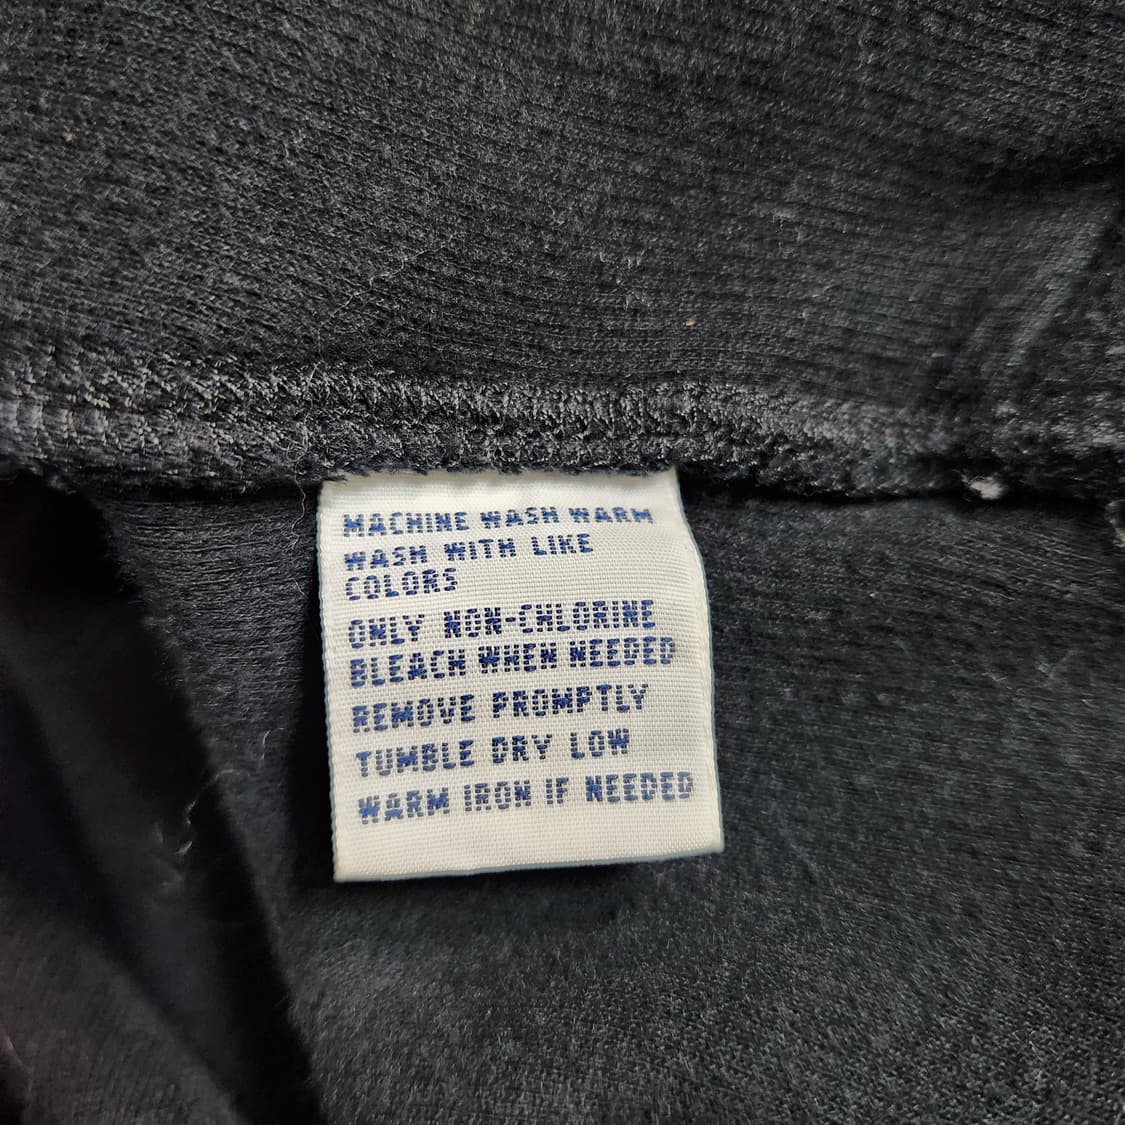 MACHINE WASH WARM
WASH WITH LIKE
COLORS
ONLY NON-CHLORINE
BLEACH WHEN NEEDED
REMOVE PROMPTLY
TUMBLE DRY LOW
WARM IRON IF NEEDED